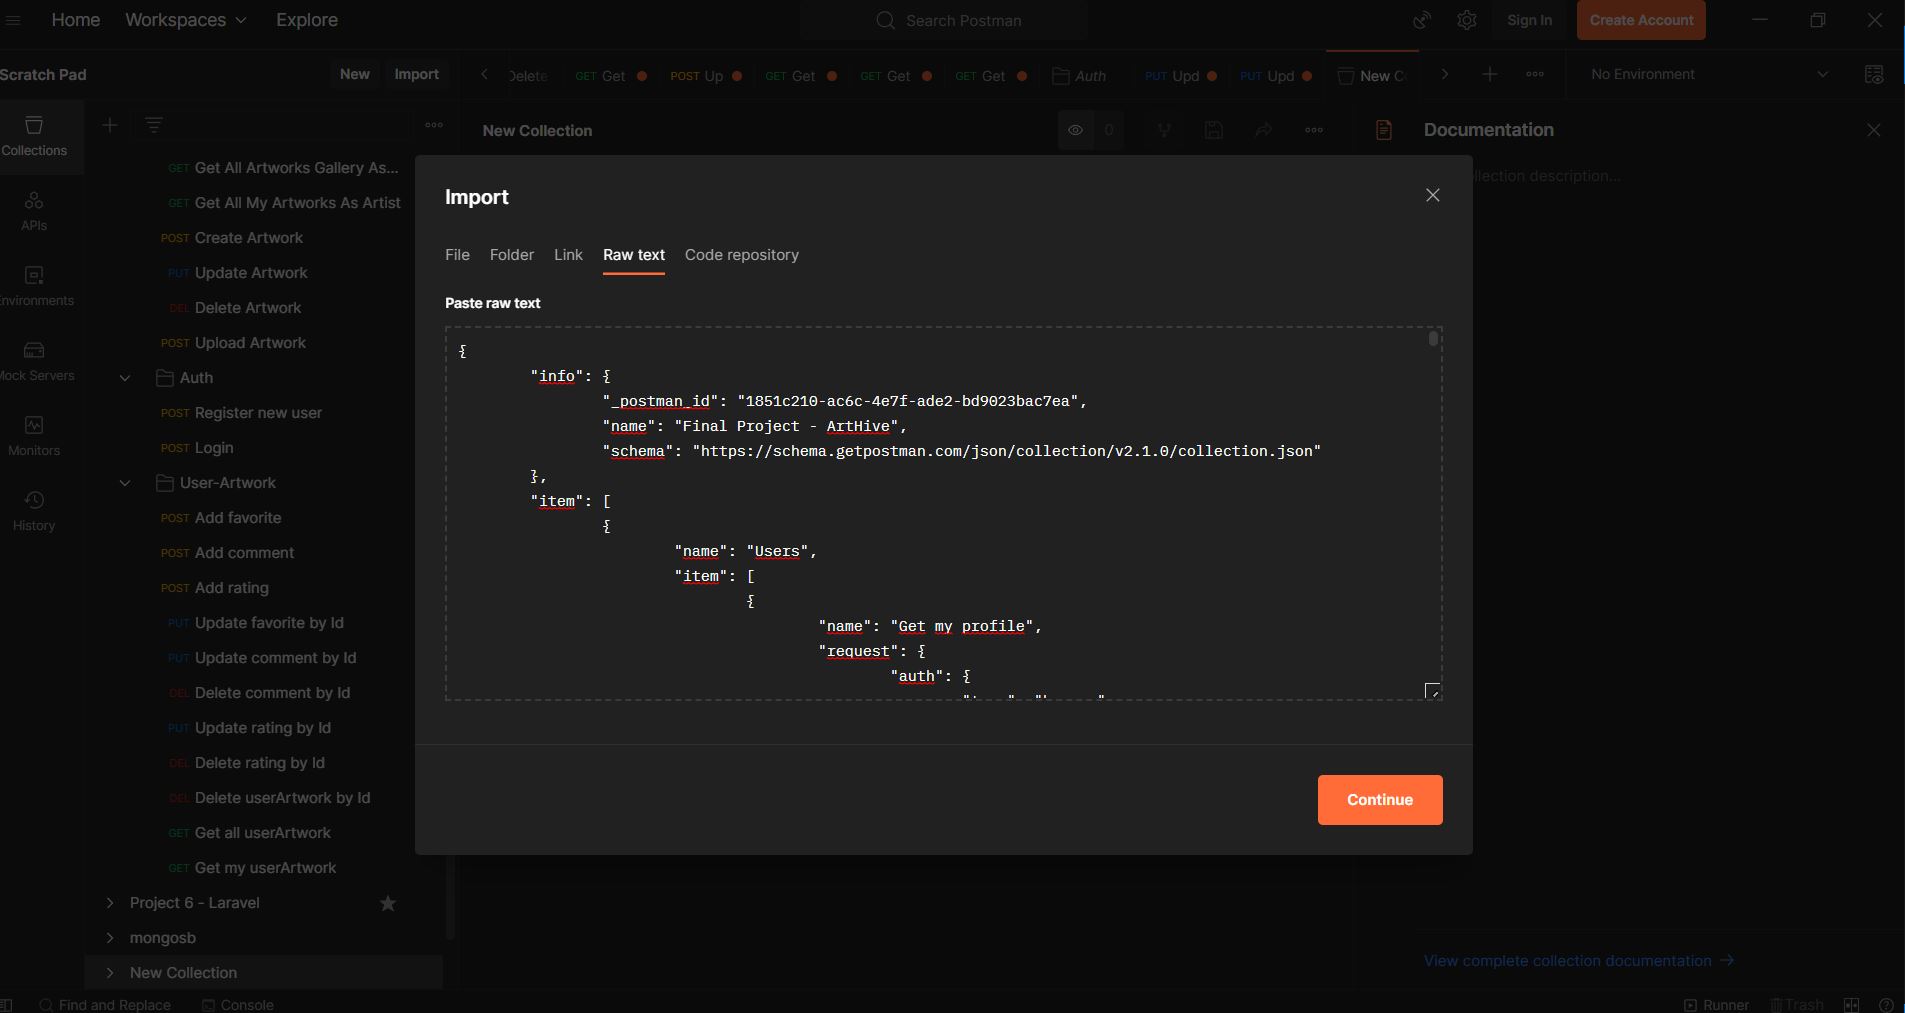 Home Workspaces Explore Search Postman Sign In Create Account
Scratch Pad New Import
Delete GET Get POST Up GET Get GET Get GET Get Auth PUT Upd PUT Upd New C No Environment
New Collection 0 Documentation
Collections
APIs
Environments
Mock Servers
Monitors
History
GET Get All Artworks Gallery As...
GET Get All My Artworks As Artist
POST Create Artwork
PUT Update Artwork
DEL Delete Artwork
POST Upload Artwork
Auth
POST Register new user
POST Login
User-Artwork
POST Add favorite
POST Add comment
POST Add rating
PUT Update favorite by Id
PUT Update comment by Id
DEL Delete comment by Id
PUT Update rating by Id
DEL Delete rating by Id
DEL Delete userArtwork by Id
GET Get all userArtwork
GET Get my userArtwork
Project 6 - Laravel
mongosb
New Collection
Import
File Folder Link Raw text Code repository
Paste raw text
{
"info": {
"_postman_id": "1851c210-ac6c-4e7f-ade2-bd9023bac7ea",
"name": "Final Project - ArtHive",
"schema": "https://schema.getpostman.com/json/collection/v2.1.0/collection.json"
},
"item": [
{
"name": "Users",
"item": [
{
"name": "Get my profile",
"request": {
"auth": {
Continue
llection description...
View complete collection documentation →
Find and Replace Console Runner Trash